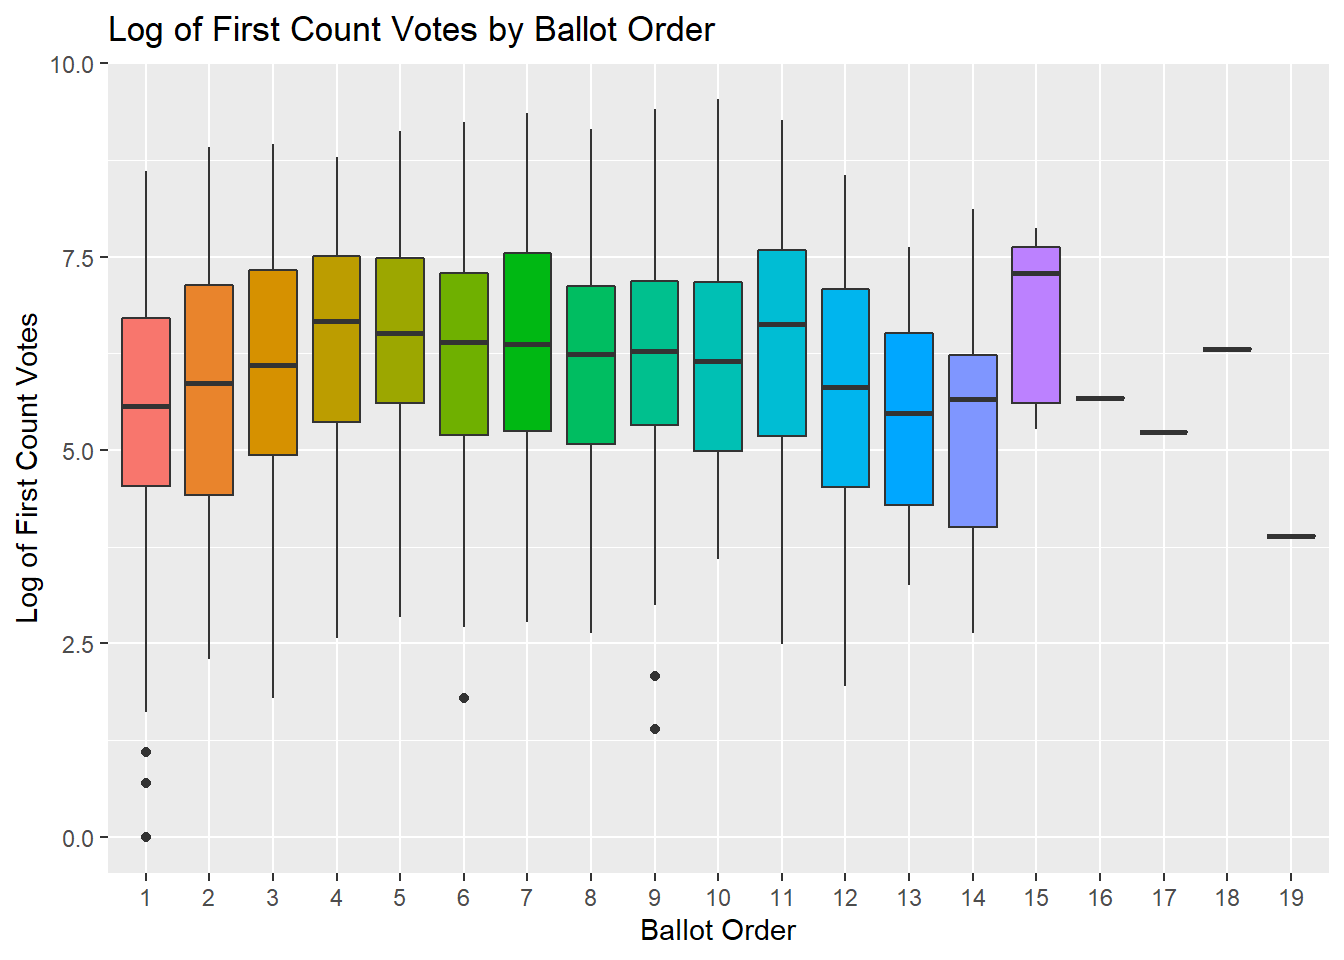 Log of First Count Votes by Ballot Order
10.0
7.5
5.0
2.5
0.0
Log of First Count Votes
1 2 3 4 5 6 7 8 9 10 11 12 13 14 15 16 17 18 19
Ballot Order